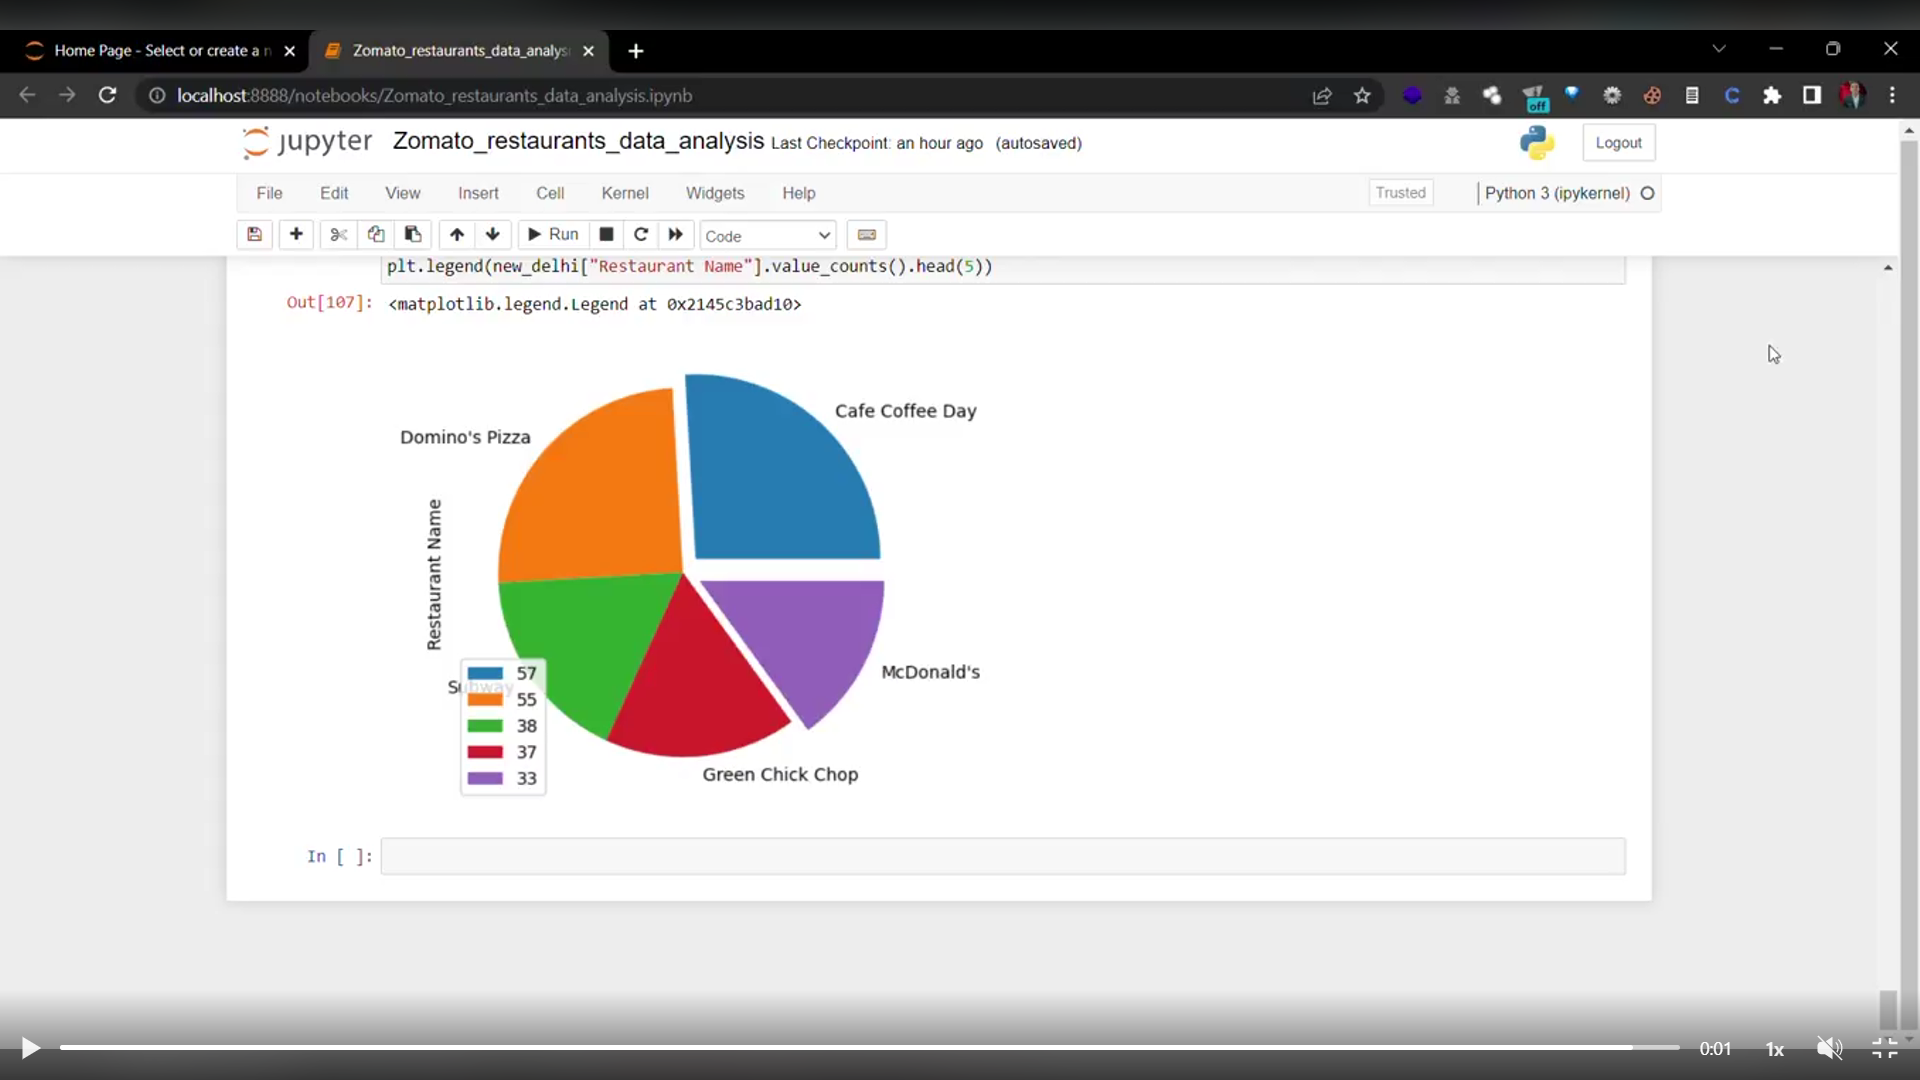 Home Page - Select or create a n
Zomato_restaurants_data_analys
localhost:8888/notebooks/Zomato_restaurants_data_analysis.ipynb
off
C
jupyter Zomato_restaurants_data_analysis Last Checkpoint: an hour ago (autosaved)
Logout
File Edit View Insert Cell Kernel Widgets Help
Trusted
Python 3 (ipykernel)
Run
Code
plt.legend(new_delhi["Restaurant Name"].value_counts().head(5))
Out[107]: <matplotlib.legend.Legend at 0x2145c3bad10>
Cafe Coffee Day
Domino's Pizza
Restaurant Name
McDonald's
Subway
57
55
38
37
33
Green Chick Chop
In [ ]:
0:01
1x